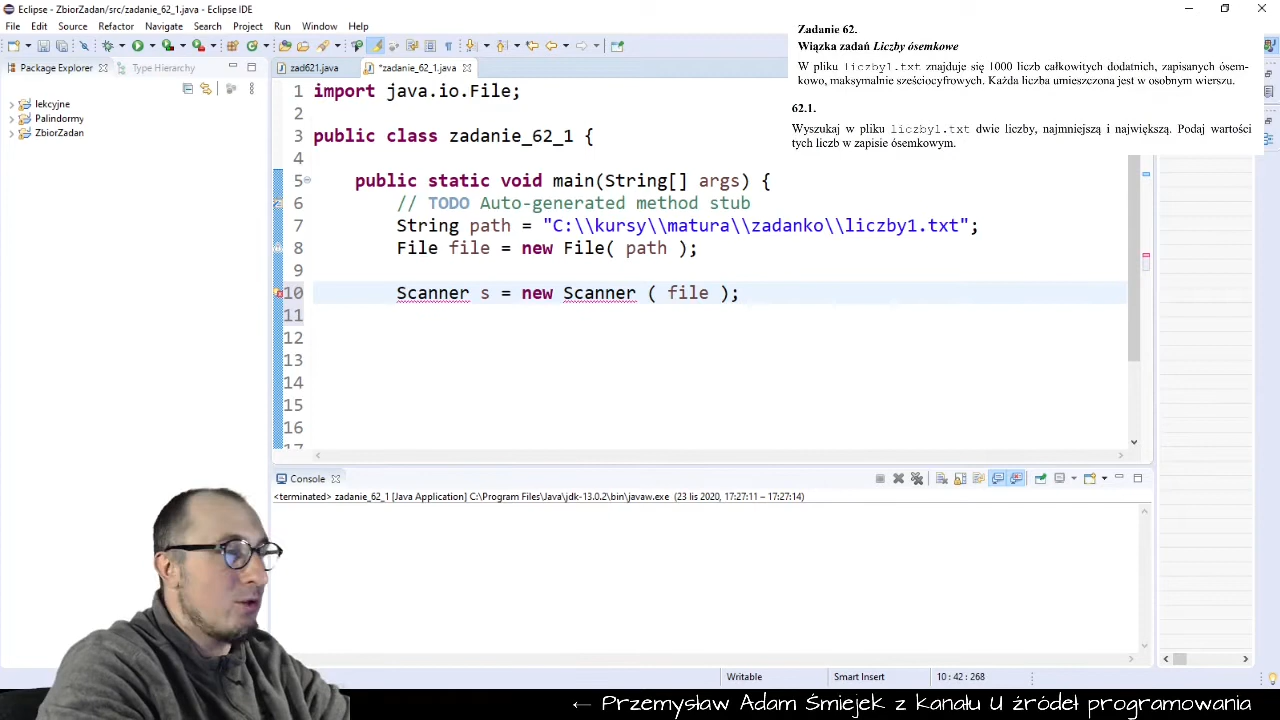 Eclipse - ZbiorZadan/src/zadanie_62_1.java - Eclipse IDE
File Edit Source Refactor Navigate Search Project Run Window Help
Zadanie 62.
Wiązka zadań Liczby ósemkowe
W pliku liczby1.txt znajduje się 1000 liczb całkowitych dodatnich, zapisanych ósem-
kowo, maksymalnie sześciocyfrowych. Każda liczba umieszczona jest w osobnym wierszu.
62.1.
Wyszukaj w pliku liczby1.txt dwie liczby, najmniejszą i największą. Podaj wartości
tych liczb w zapisie ósemkowym.
Package Explorer Type Hierarchy
lekcyjne
Palindormy
ZbiorZadan
zad621.java *zadanie_62_1.java
1 import java.io.File;
2
3 public class zadanie_62_1 {
4
5 public static void main(String[] args) {
6 // TODO Auto-generated method stub
7 String path = "C:\\kursy\\matura\\zadanko\\liczby1.txt";
8 File file = new File( path );
9
10 Scanner s = new Scanner ( file );
11
12
13
14
15
16
17
Console
<terminated> zadanie_62_1 [Java Application] C:\Program Files\Java\jdk-13.0.2\bin\javaw.exe (23 lis 2020, 17:27:11 – 17:27:14)
Writable Smart Insert 10 : 42 : 268
← Przemysław Adam Śmiejek z kanału U źródeł programowania